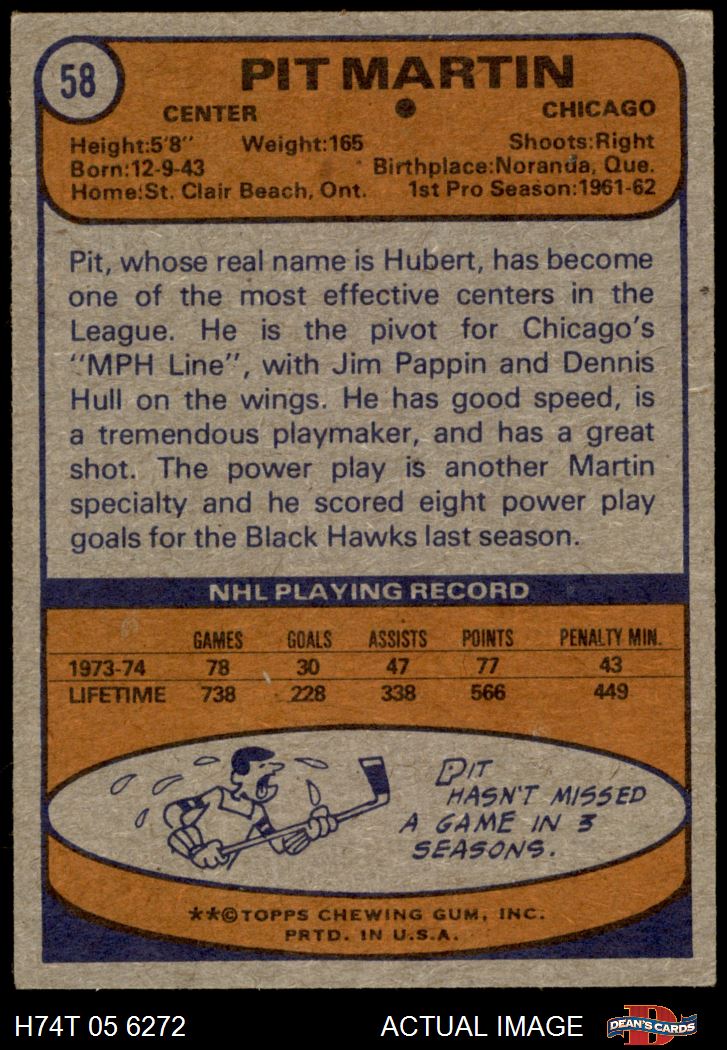 58
PIT MARTIN
CENTER
CHICAGO
Height:5'8" Weight:165 Shoots:Right
Born:12-9-43 Birthplace:Noranda, Que.
Home:St. Clair Beach, Ont. 1st Pro Season:1961-62
Pit, whose real name is Hubert, has become
one of the most effective centers in the
League. He is the pivot for Chicago's
"MPH Line", with Jim Pappin and Dennis
Hull on the wings. He has good speed, is
a tremendous playmaker, and has a great
shot. The power play is another Martin
specialty and he scored eight power play
goals for the Black Hawks last season.
NHL PLAYING RECORD
GAMES GOALS ASSISTS POINTS PENALTY MIN.
1973-74 78 30 47 77 43
LIFETIME 738 228 338 566 449
PIT
HASN'T MISSED
A GAME IN 3
SEASONS.
**©TOPPS CHEWING GUM, INC.
PRTD. IN U.S.A.
H74T 05 6272 ACTUAL IMAGE
D
DEAN'S CARDS